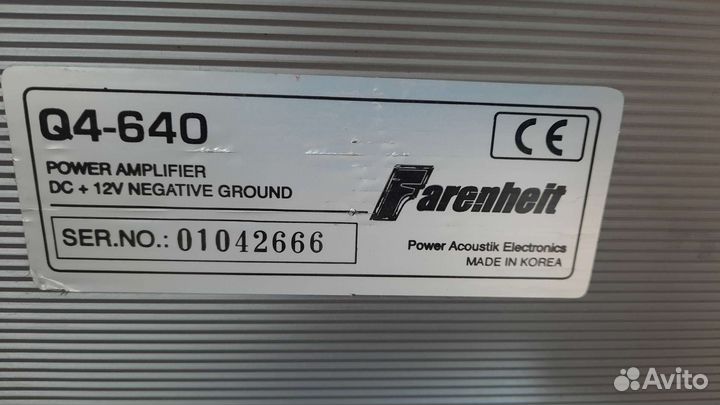 Q4-640
POWER AMPLIFIER
DC + 12V NEGATIVE GROUND
SER.NO.: 01042666
CE
Farenheit
Power Acoustik Electronics
MADE IN KOREA
Avito